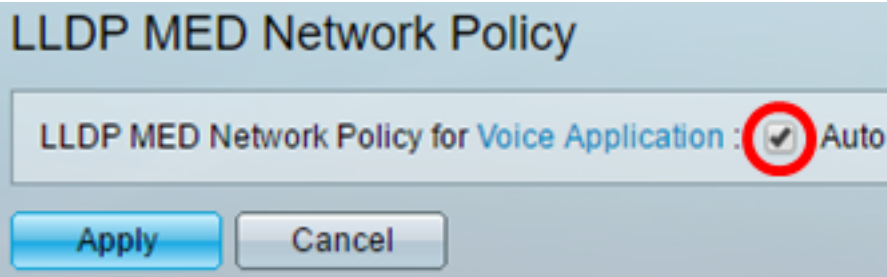 LLDP MED Network Policy
LLDP MED Network Policy for Voice Application : Auto
Apply Cancel